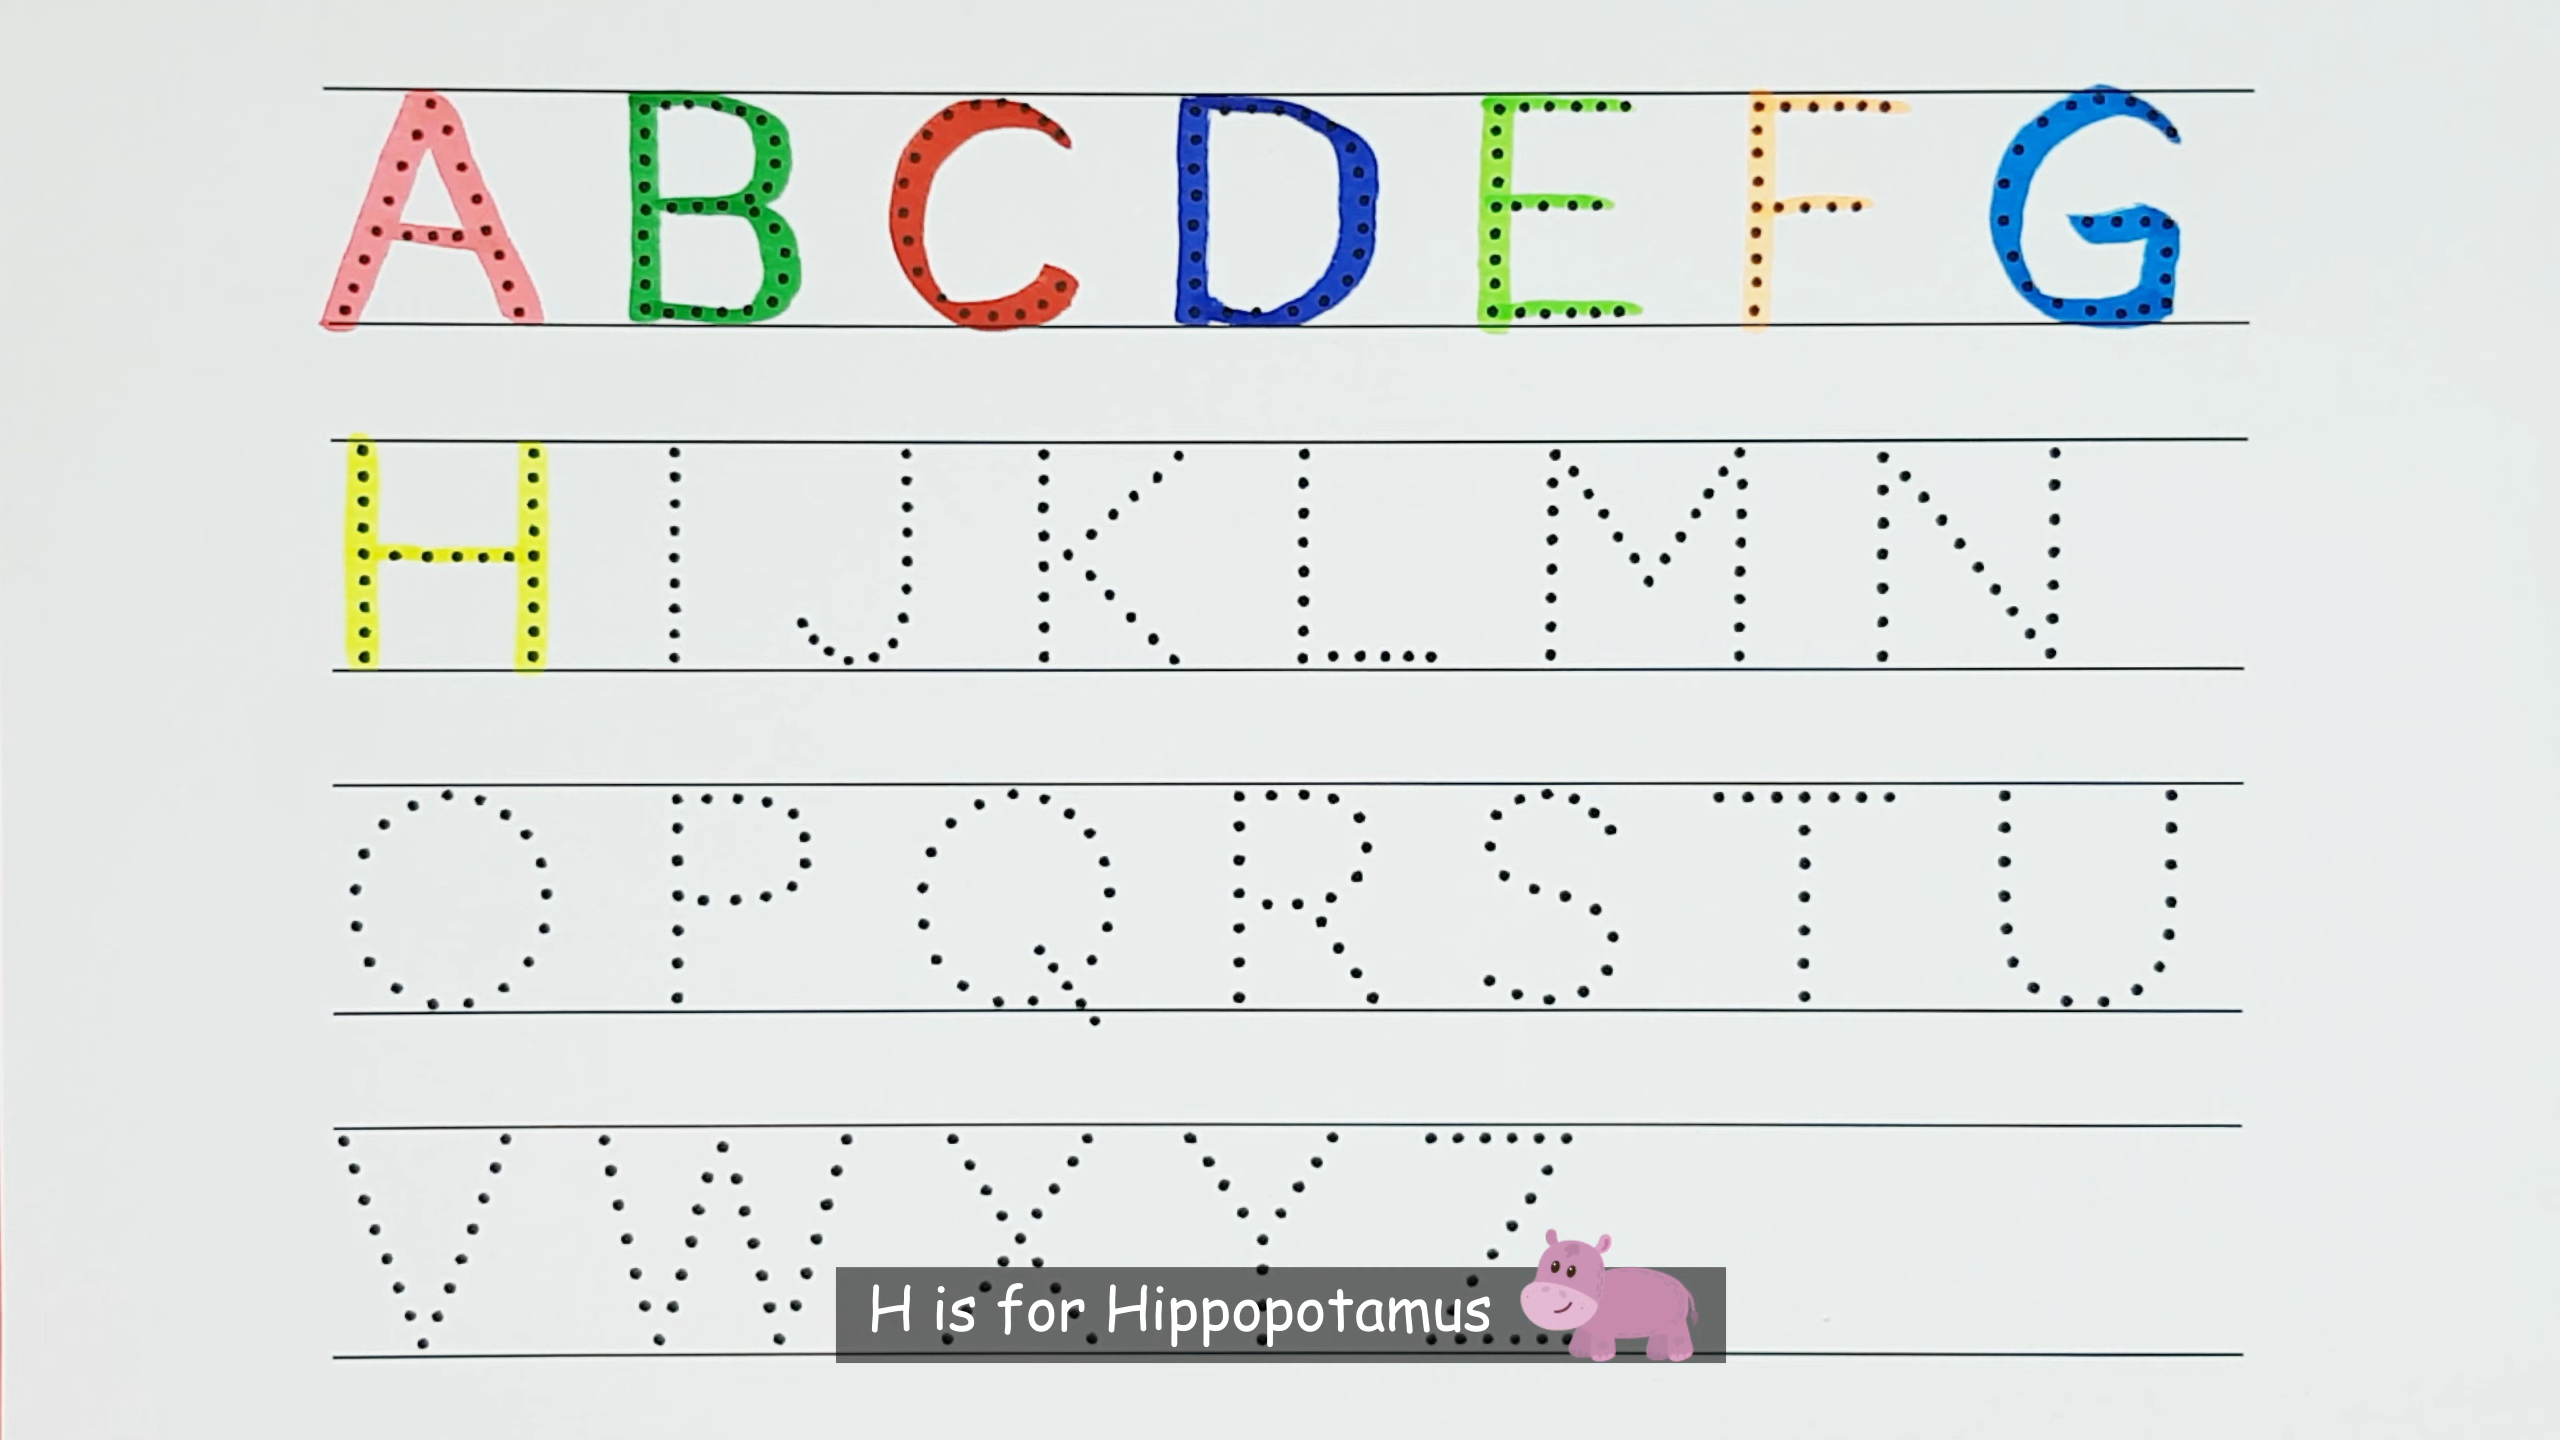 A B C D E F G
H I J K L M N
O P Q R S T U
V W X Y Z
H is for Hippopotamus